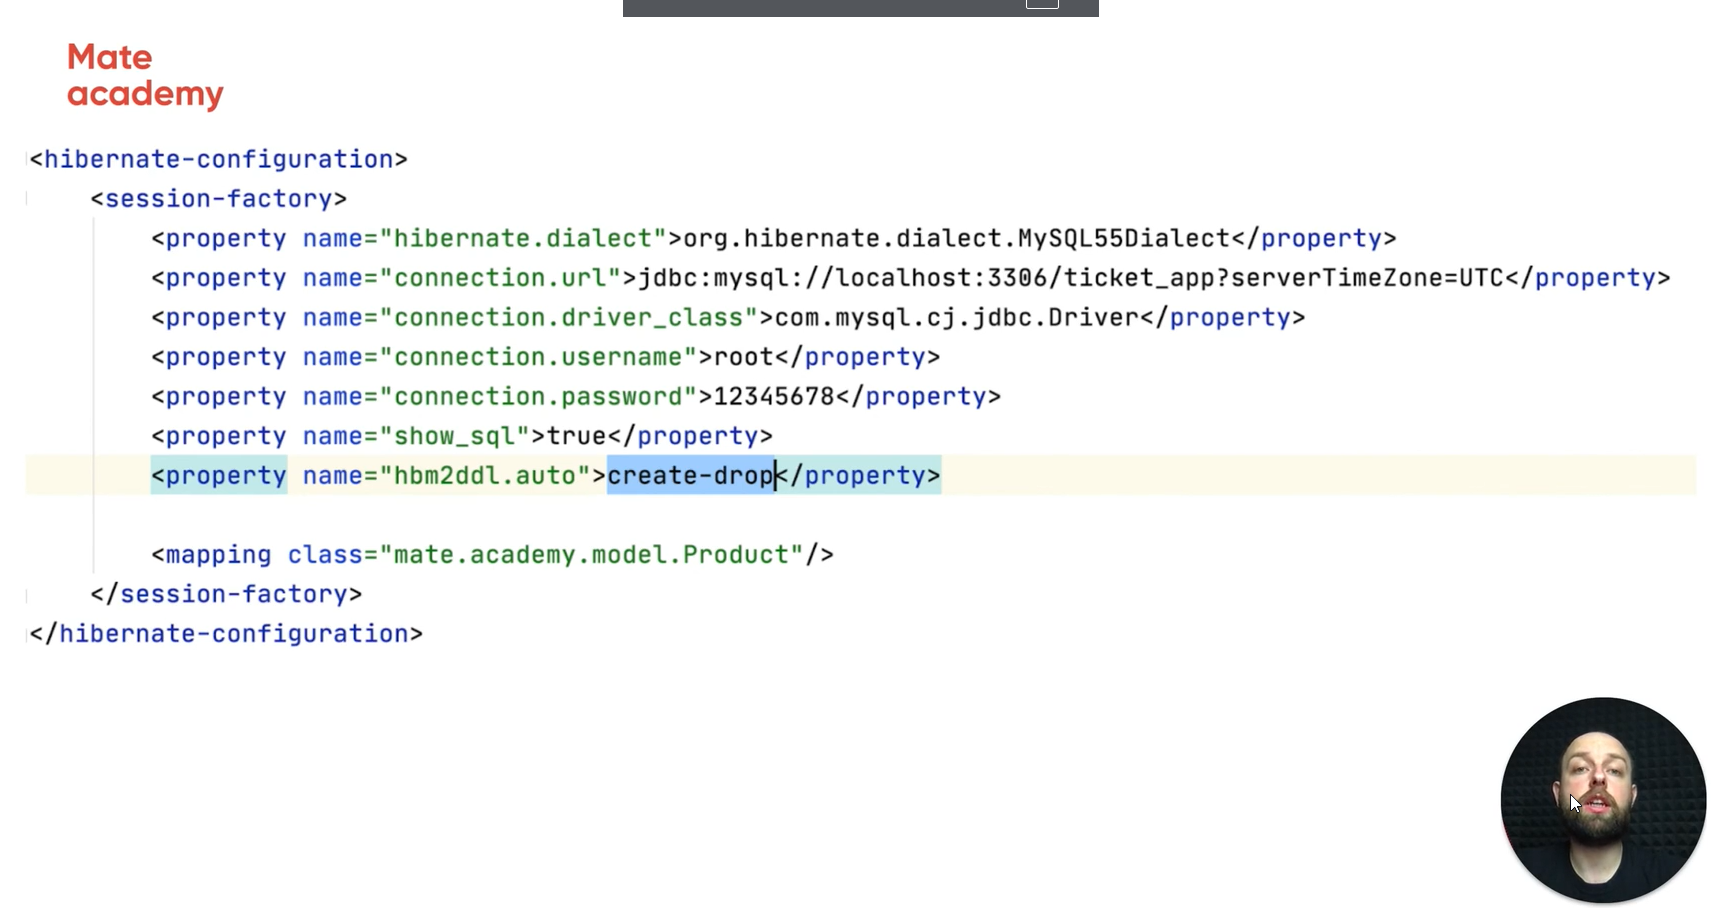 Mate
academy
<hibernate-configuration>
<session-factory>
<property name="hibernate.dialect">org.hibernate.dialect.MySQL55Dialect</property>
<property name="connection.url">jdbc:mysql://localhost:3306/ticket_app?serverTimeZone=UTC</property>
<property name="connection.driver_class">com.mysql.cj.jdbc.Driver</property>
<property name="connection.username">root</property>
<property name="connection.password">12345678</property>
<property name="show_sql">true</property>
<property name="hbm2ddl.auto">create-drop</property>
<mapping class="mate.academy.model.Product"/>
</session-factory>
</hibernate-configuration>